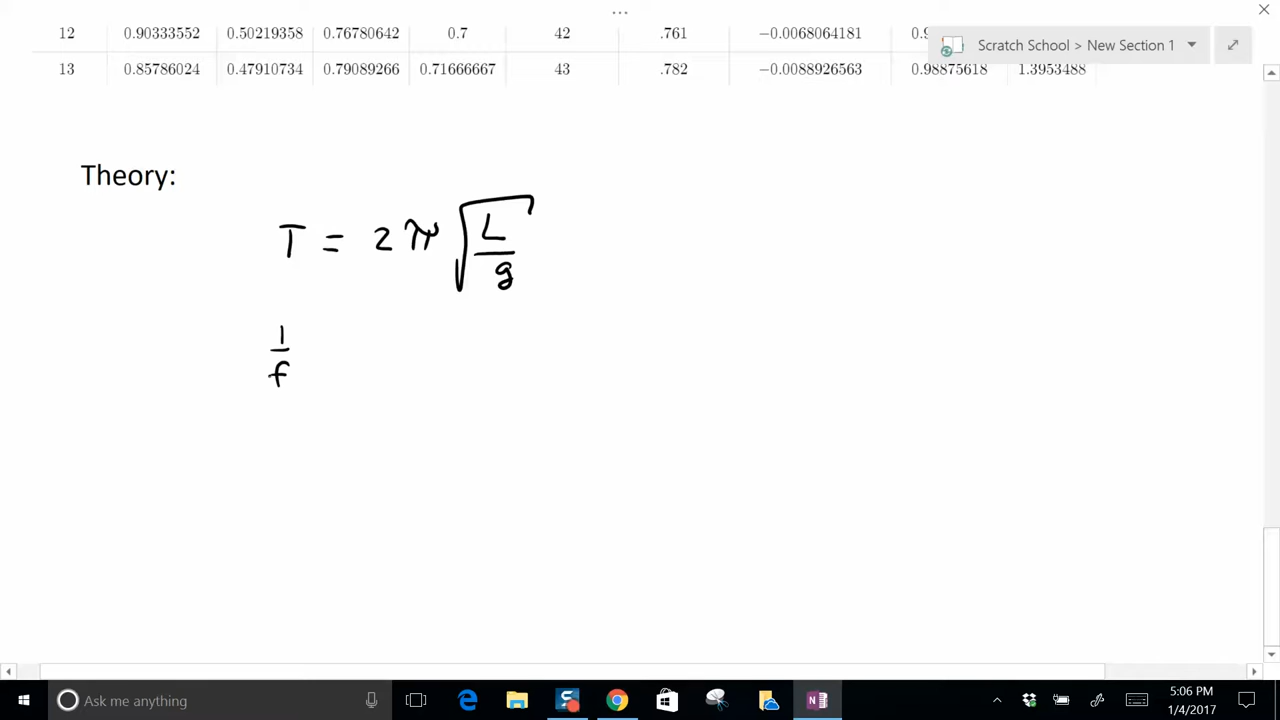 ...
12 0.90333552 0.50219358 0.76780642 0.7 42 .761 −0.0068064181 0.9
Scratch School > New Section 1
13 0.85786024 0.47910734 0.79089266 0.71666667 43 .782 −0.0088926563 0.98875618 1.3953488
Theory:
T = 2π √(L/g)
1/f
Ask me anything
5:06 PM
1/4/2017